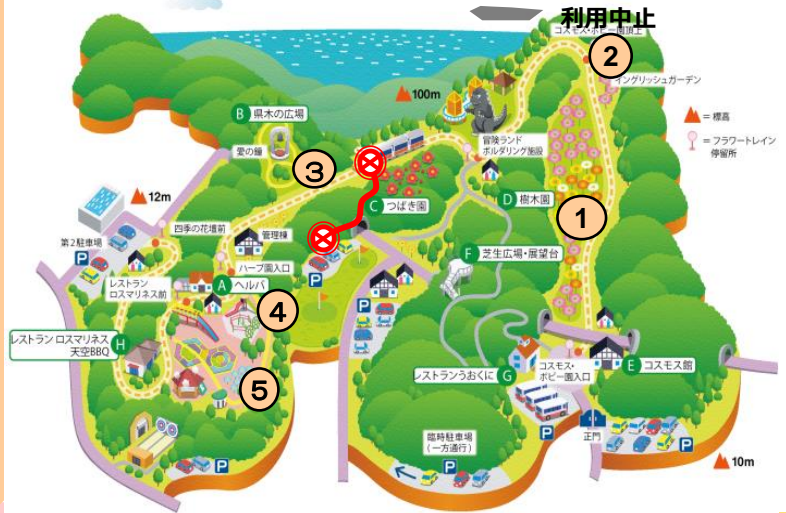 利用中止
コスモス・ポピー園頂上
2
イングリッシュガーデン
100m
= 標高
= フラワートレイン
停留所
B 県木の広場
愛の鐘
3
冒険ランド
ボルダリング施設
12m
D 樹木園
C つばき園
1
四季の花壇前
管理棟
第2駐車場
P
F 芝生広場・展望台
ハーブ園入口
P
レストラン
ロスマリネス前
A ヘルパ
4
P
レストラン ロスマリネス
天空BBQ
H
レストランうおくに G
コスモス・
ポピー園入口
E コスモス館
5
正門
P
臨時駐車場
(一方通行)
P
P
P
10m